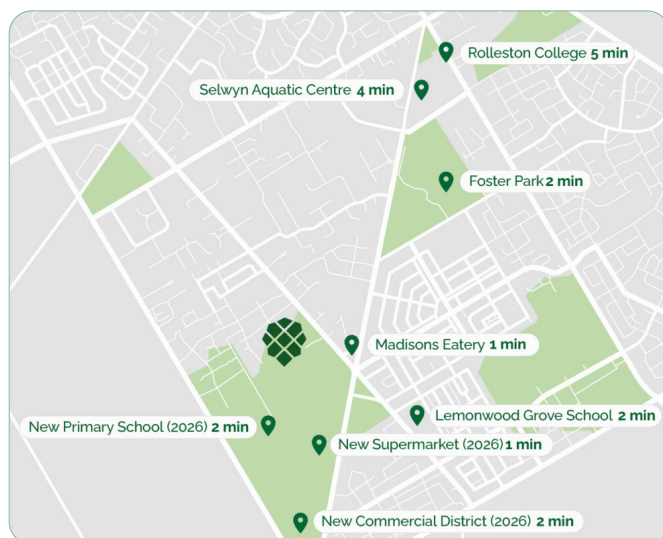 Rolleston College 5 min
Selwyn Aquatic Centre 4 min
Foster Park 2 min
Madisons Eatery 1 min
Lemonwood Grove School 2 min
New Primary School (2026) 2 min
New Supermarket (2026) 1 min
New Commercial District (2026) 2 min